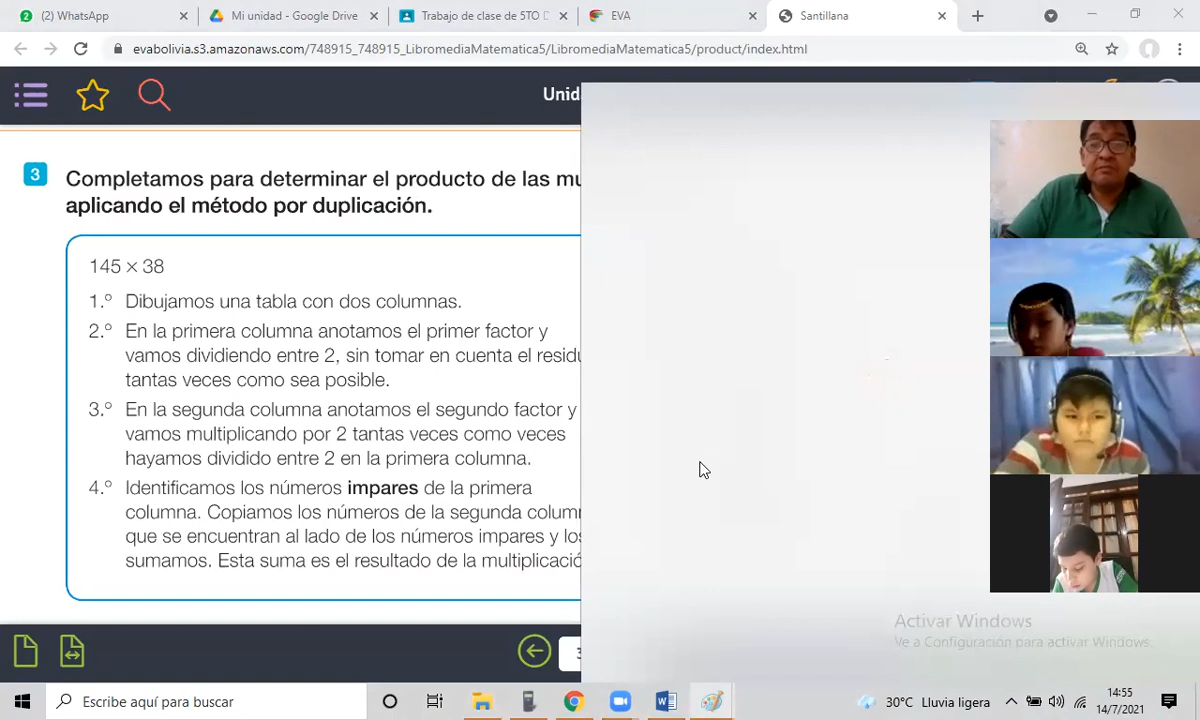 (2) WhatsApp
Mi unidad - Google Drive
Trabajo de clase de 5TO
EVA
Santillana
evabolivia.s3.amazonaws.com/748915_748915_LibromediaMatematica5/LibromediaMatematica5/product/index.html
Unid
3
Completamos para determinar el producto de las mu
aplicando el método por duplicación.
145 × 38
1.º Dibujamos una tabla con dos columnas.
2.º En la primera columna anotamos el primer factor y
vamos dividiendo entre 2, sin tomar en cuenta el residu
tantas veces como sea posible.
3.º En la segunda columna anotamos el segundo factor y
vamos multiplicando por 2 tantas veces como veces
hayamos dividido entre 2 en la primera columna.
4.º Identificamos los números impares de la primera
columna. Copiamos los números de la segunda column
que se encuentran al lado de los números impares y los
sumamos. Esta suma es el resultado de la multiplicació
Activar Windows
Ve a Configuración para activar Windows.
Escribe aquí para buscar
30°C Lluvia ligera
14:55
14/7/2021